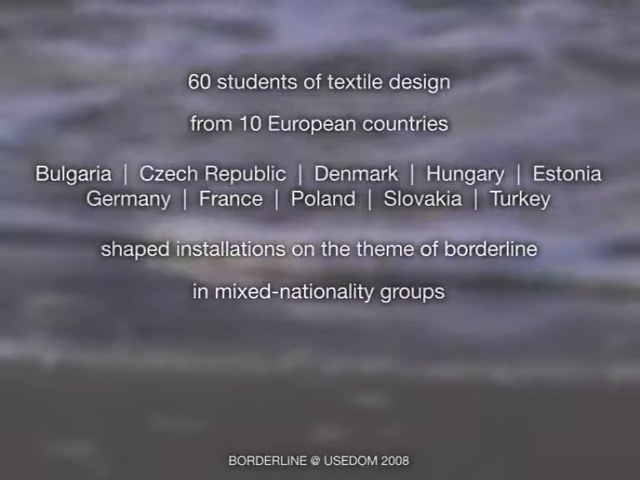 60 students of textile design
from 10 European countries
Bulgaria | Czech Republic | Denmark | Hungary | Estonia
Germany | France | Poland | Slovakia | Turkey
shaped installations on the theme of borderline
in mixed-nationality groups
BORDERLINE @ USEDOM 2008